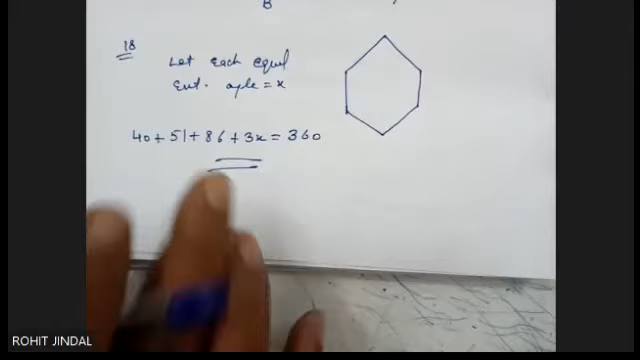 B
18
Let each equal
Ext. angle = x
40 + 51 + 86 + 3x = 360
ROHIT JINDAL